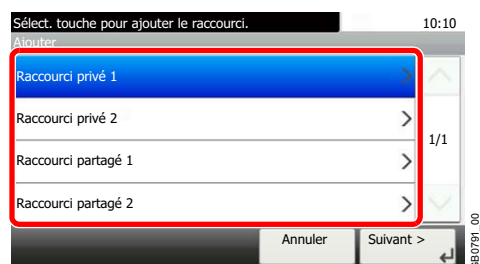 Sélect. touche pour ajouter le raccourci.
10:10
Ajouter
Raccourci privé 1
Raccourci privé 2
1/1
Raccourci partagé 1
Raccourci partagé 2
Annuler
Suivant >
GB0791_00